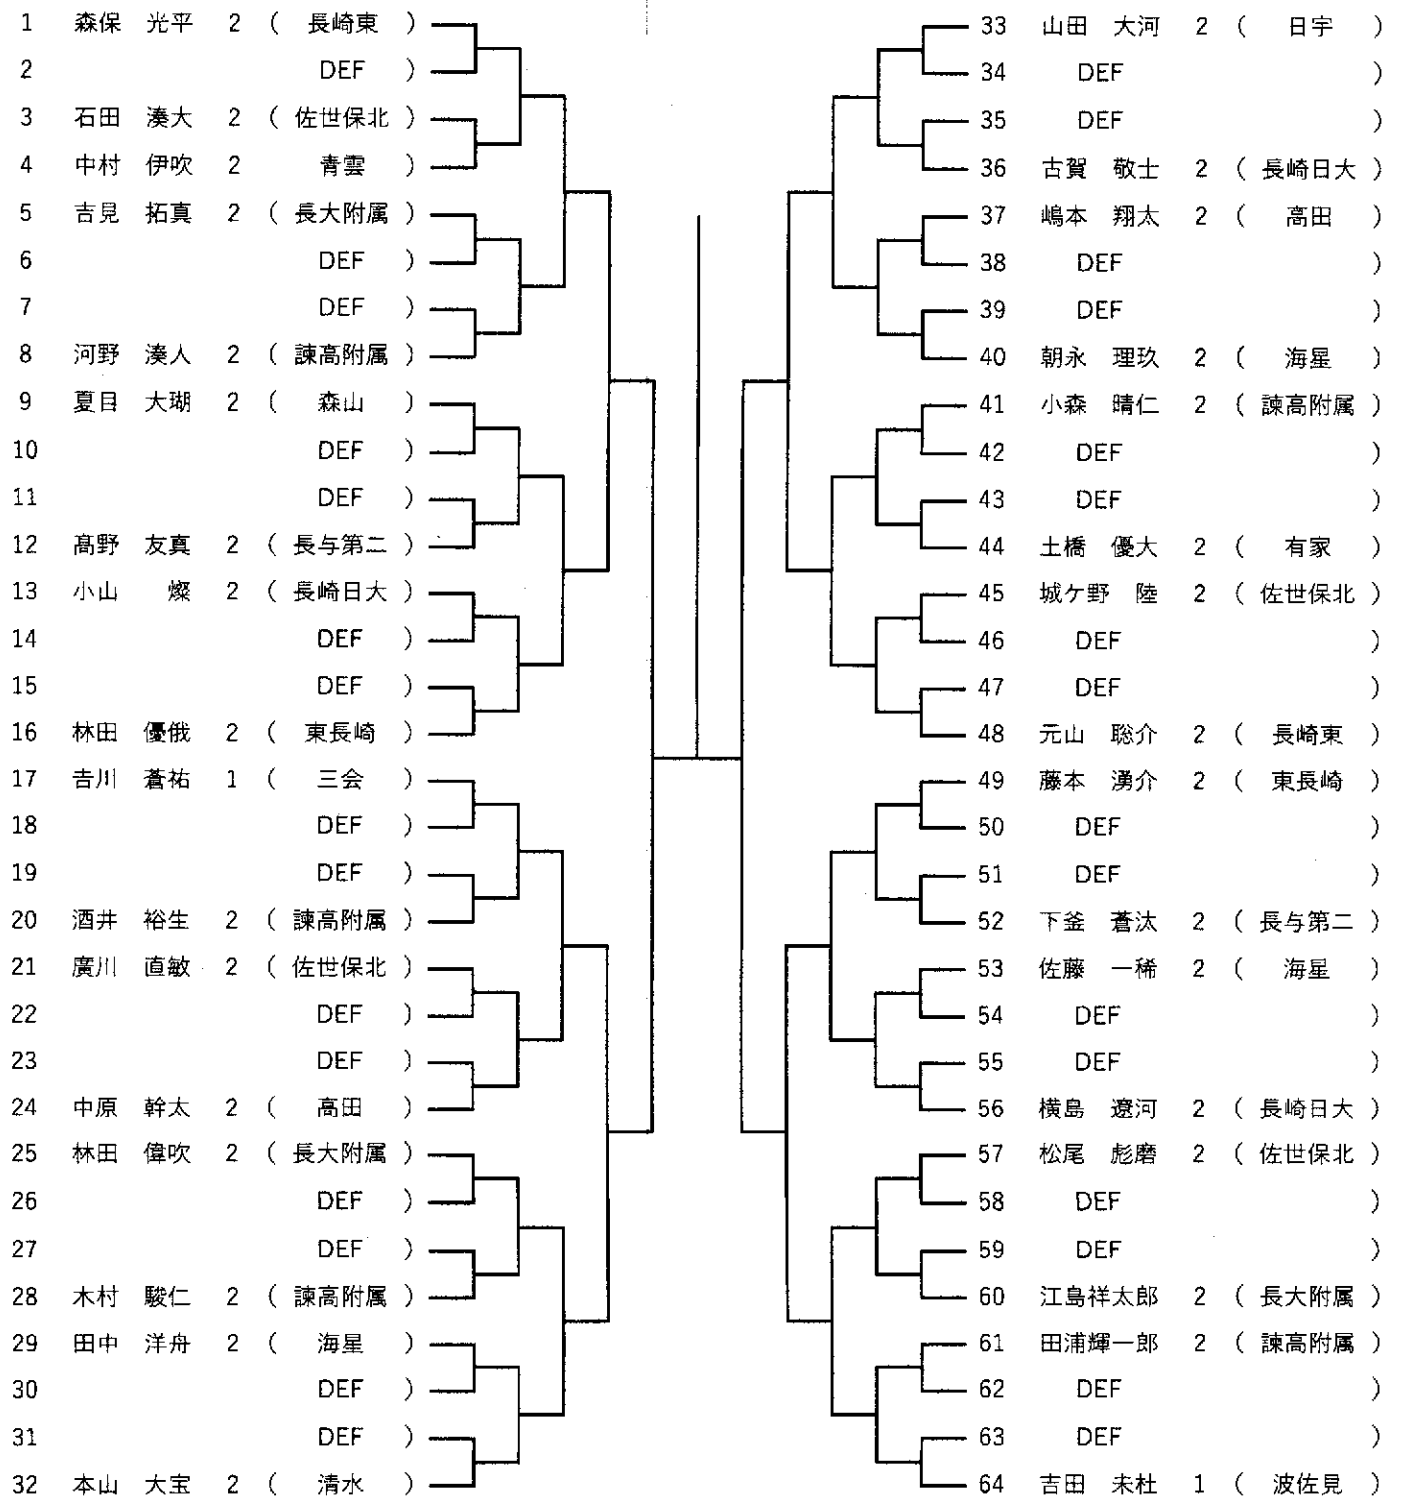 1 森保 光平 2 ( 長崎東 )
2 DEF )
3 石田 湊大 2 ( 佐世保北 )
4 中村 伊吹 2 青雲 )
5 吉見 拓真 2 ( 長大附属 )
6 DEF )
7 DEF )
8 河野 湊人 2 ( 諫高附属 )
9 夏目 大瑚 2 ( 森山 )
10 DEF )
11 DEF )
12 髙野 友真 2 ( 長与第二 )
13 小山 燦 2 ( 長崎日大 )
14 DEF )
15 DEF )
16 林田 優俄 2 ( 東長崎 )
17 吉川 蒼祐 1 ( 三会 )
18 DEF )
19 DEF )
20 酒井 裕生 2 ( 諫高附属 )
21 廣川 直敏 2 ( 佐世保北 )
22 DEF )
23 DEF )
24 中原 幹太 2 ( 高田 )
25 林田 偉吹 2 ( 長大附属 )
26 DEF )
27 DEF )
28 木村 駿仁 2 ( 諫高附属 )
29 田中 洋舟 2 ( 海星 )
30 DEF )
31 DEF )
32 本山 大宝 2 ( 清水 )
33 山田 大河 2 ( 日宇 )
34 DEF )
35 DEF )
36 古賀 敬士 2 ( 長崎日大 )
37 嶋本 翔太 2 ( 高田 )
38 DEF )
39 DEF )
40 朝永 理玖 2 ( 海星 )
41 小森 晴仁 2 ( 諫高附属 )
42 DEF )
43 DEF )
44 土橋 優大 2 ( 有家 )
45 城ケ野 陸 2 ( 佐世保北 )
46 DEF )
47 DEF )
48 元山 聡介 2 ( 長崎東 )
49 藤本 湧介 2 ( 東長崎 )
50 DEF )
51 DEF )
52 下釜 蒼汰 2 ( 長与第二 )
53 佐藤 一稀 2 ( 海星 )
54 DEF )
55 DEF )
56 横島 遼河 2 ( 長崎日大 )
57 松尾 彪磨 2 ( 佐世保北 )
58 DEF )
59 DEF )
60 江島祥太郎 2 ( 長大附属 )
61 田浦輝一郎 2 ( 諫高附属 )
62 DEF )
63 DEF )
64 吉田 未杜 1 ( 波佐見 )